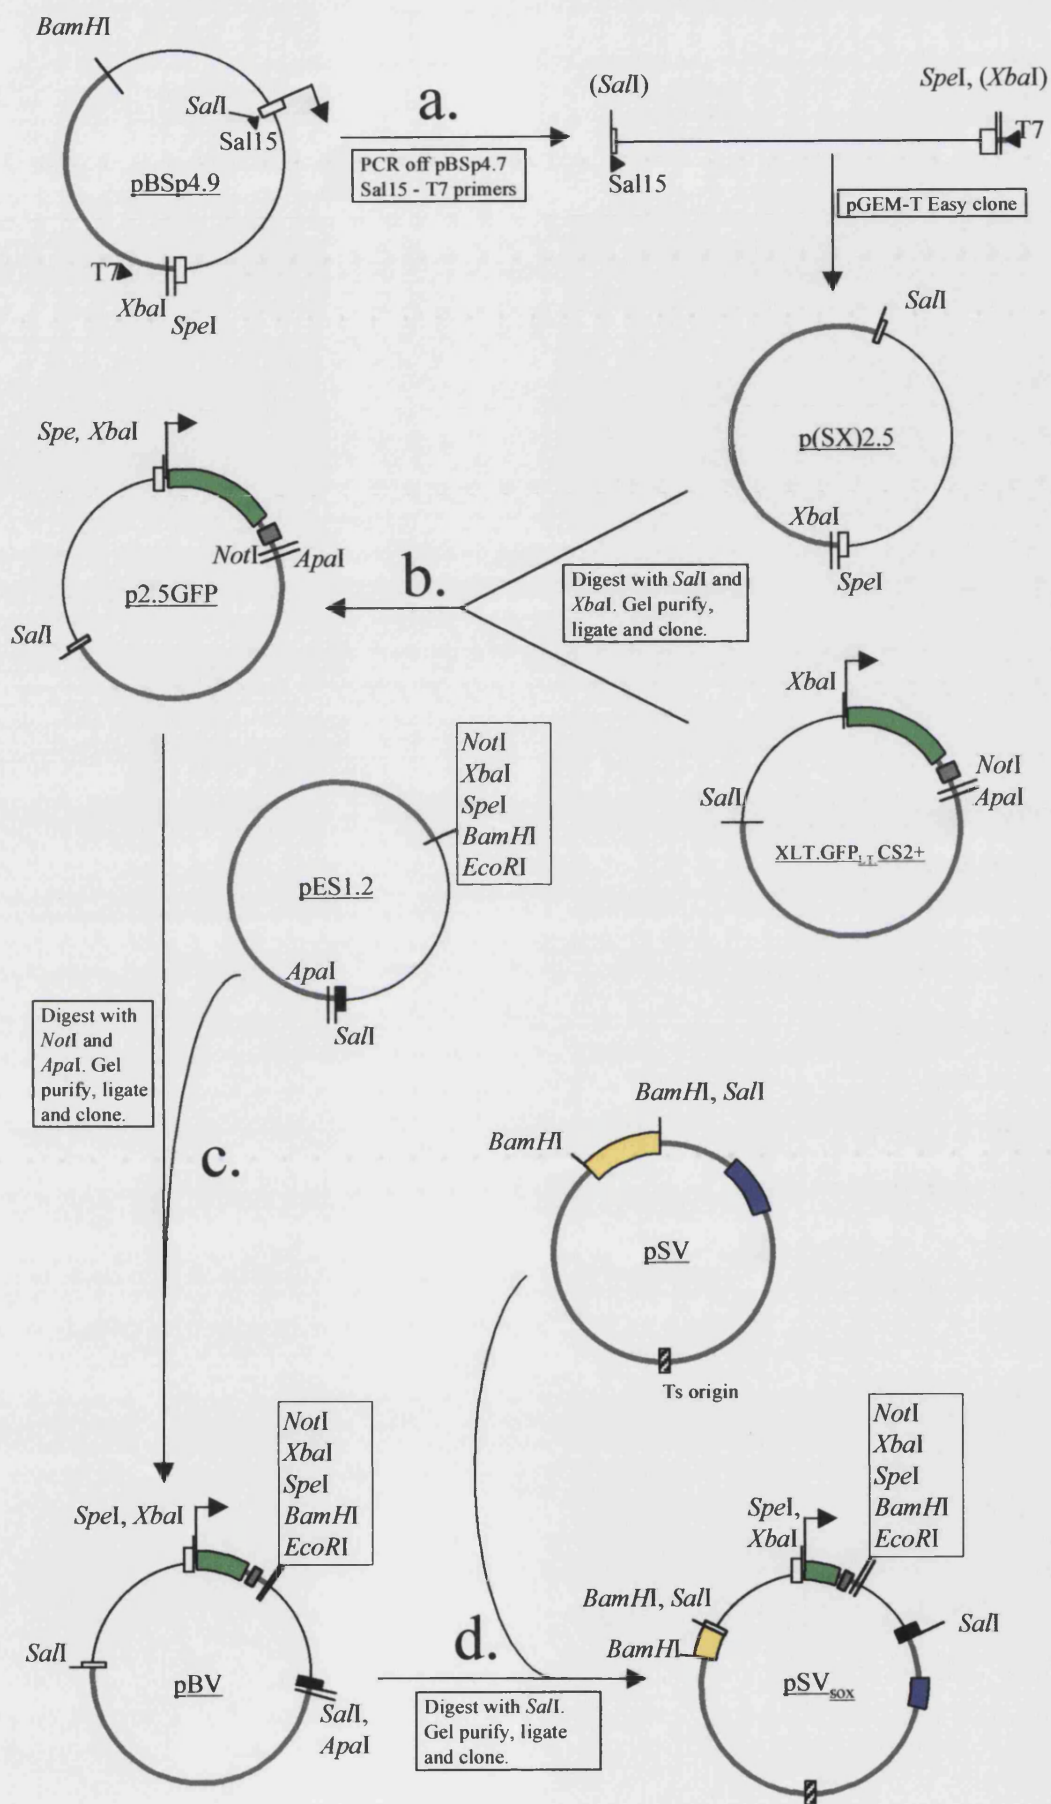 BamHI
SalI
Sal15
pBSp4.9
T7
XbaI
SpeI
a.
PCR off pBSp4.7
Sal15 - T7 primers
(SalI)
SpeI, (XbaI)
T7
Sal15
pGEM-T Easy clone
SalI
p(SX)2.5
XbaI
SpeI
Spe, XbaI
NotI
ApaI
p2.5GFP
SalI
b.
Digest with SalI and
XbaI. Gel purify,
ligate and clone.
XbaI
NotI
ApaI
SalI
XLT.GFPLT CS2+
NotI
XbaI
SpeI
BamHI
EcoRI
pES1.2
ApaI
SalI
Digest with
NotI and
ApaI. Gel
purify, ligate
and clone.
c.
BamHI, SalI
BamHI
pSV
Ts origin
NotI
XbaI
SpeI
BamHI
EcoRI
SpeI, XbaI
SalI
pBV
SalI,
ApaI
d.
Digest with SalI.
Gel purify, ligate
and clone.
NotI
XbaI
SpeI
BamHI
EcoRI
SpeI,
XbaI
BamHI, SalI
BamHI
SalI
pSVsox